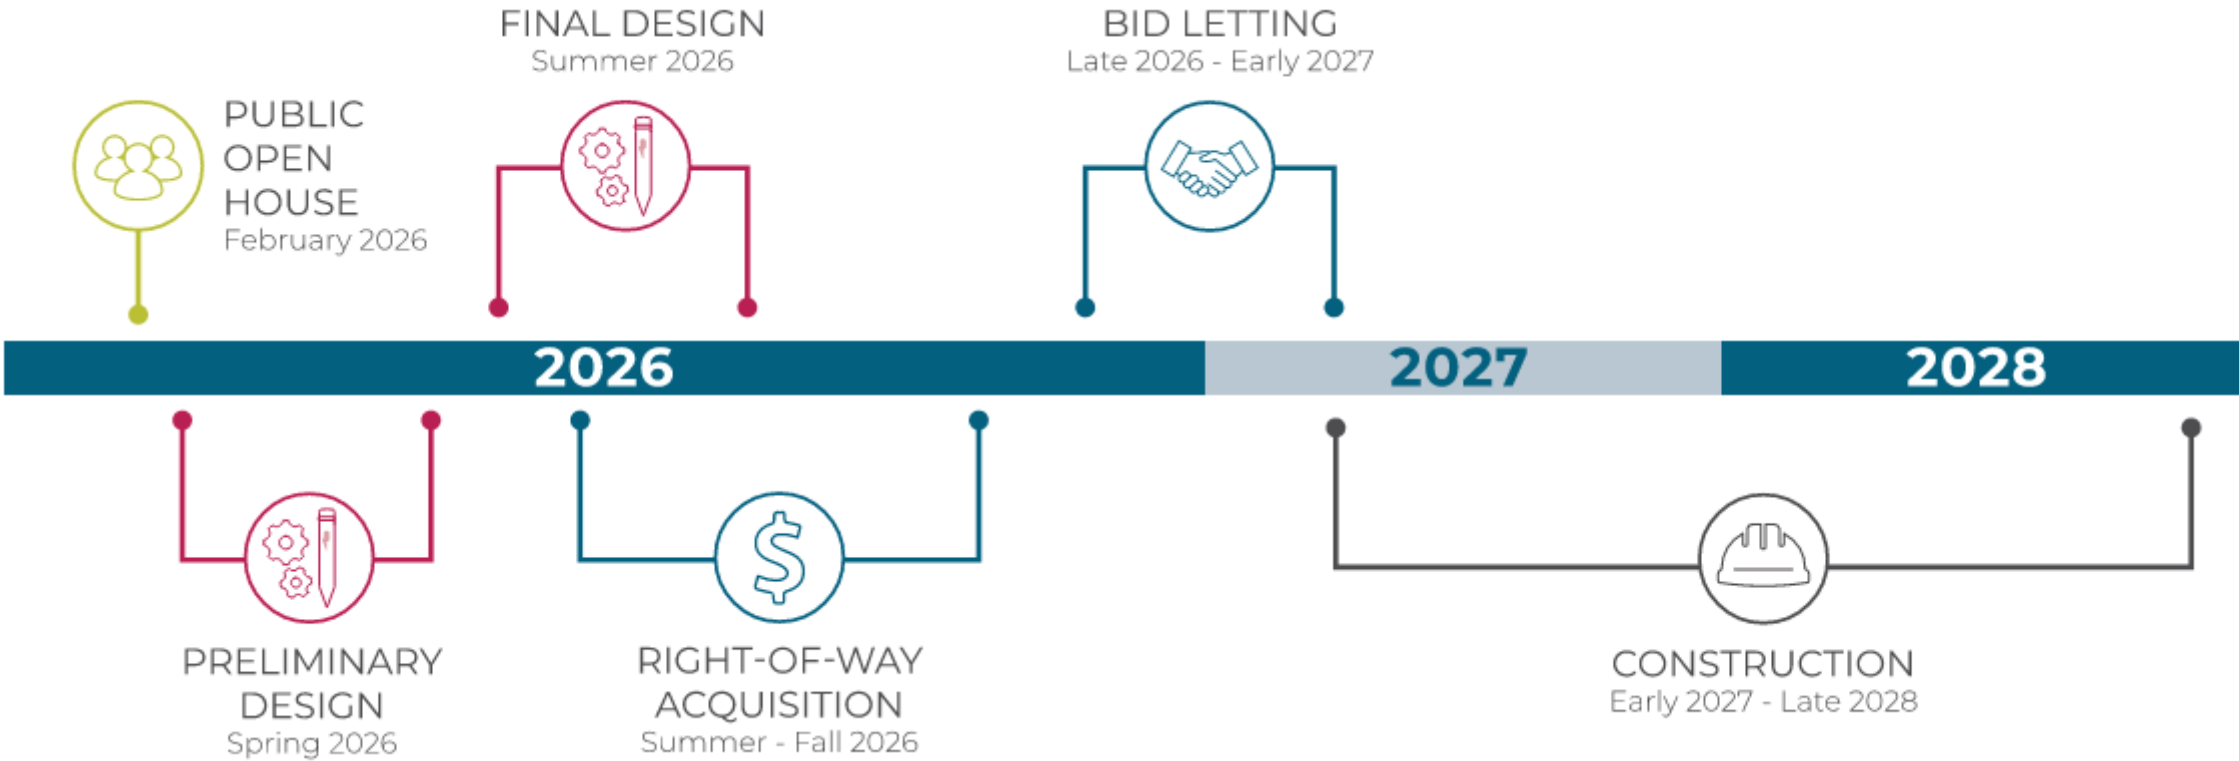 FINAL DESIGN
Summer 2026
BID LETTING
Late 2026 - Early 2027
PUBLIC
OPEN
HOUSE
February 2026
2026
2027
2028
PRELIMINARY
DESIGN
Spring 2026
RIGHT-OF-WAY
ACQUISITION
Summer - Fall 2026
CONSTRUCTION
Early 2027 - Late 2028